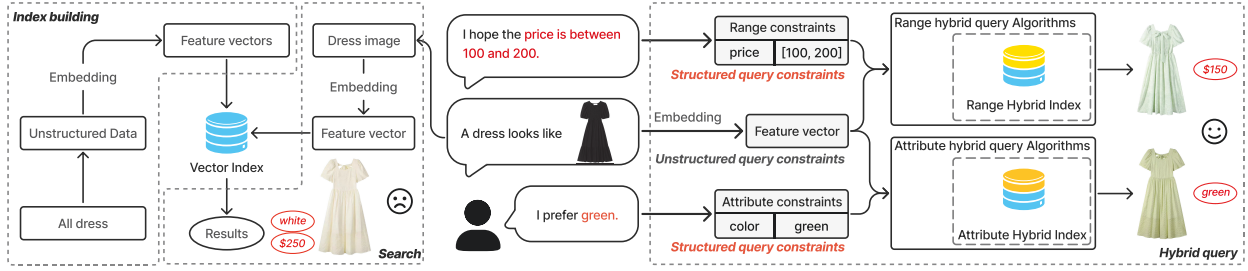 Index building
Feature vectors
Embedding
Unstructured Data
All dress
Dress image
Embedding
Feature vector
Vector Index
Results
white
$250
Search
I hope the price is between
100 and 200.
A dress looks like
I prefer green.
Range constraints
price
[100, 200]
Structured query constraints
Embedding
Feature vector
Unstructured query constraints
Attribute constraints
color
green
Structured query constraints
Range hybrid query Algorithms
Range Hybrid Index
$150
Attribute hybrid query Algorithms
Attribute Hybrid Index
green
Hybrid query